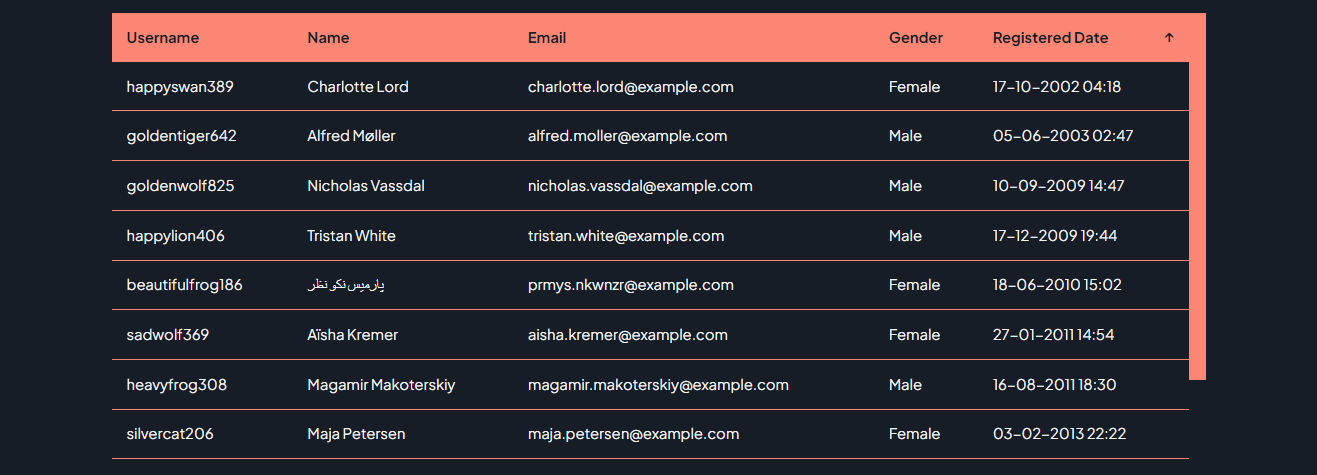 Username Name Email Gender Registered Date ↑
happyswan389 Charlotte Lord charlotte.lord@example.com Female 17-10-2002 04:18
goldentiger642 Alfred Møller alfred.moller@example.com Male 05-06-2003 02:47
goldenwolf825 Nicholas Vassdal nicholas.vassdal@example.com Male 10-09-2009 14:47
happylion406 Tristan White tristan.white@example.com Male 17-12-2009 19:44
beautifulfrog186 پارمیس نكو نظر prmys.nkwnzr@example.com Female 18-06-2010 15:02
sadwolf369 Aïsha Kremer aisha.kremer@example.com Female 27-01-2011 14:54
heavyfrog308 Magamir Makoterskiy magamir.makoterskiy@example.com Male 16-08-2011 18:30
silvercat206 Maja Petersen maja.petersen@example.com Female 03-02-2013 22:22